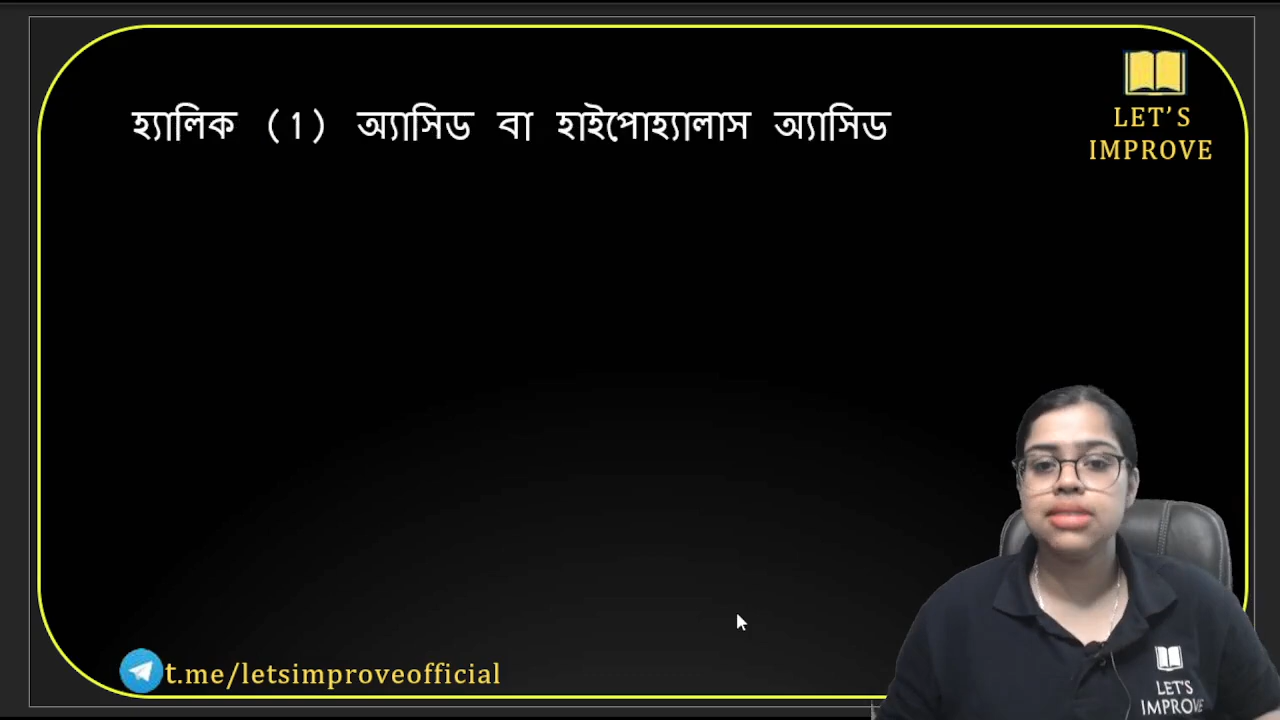 হ্যালিক (1) অ্যাসিড বা হাইপোহ্যালাস অ্যাসিড
LET’S
IMPROVE
t.me/letsimproveofficial
LET'S
IMPROVE